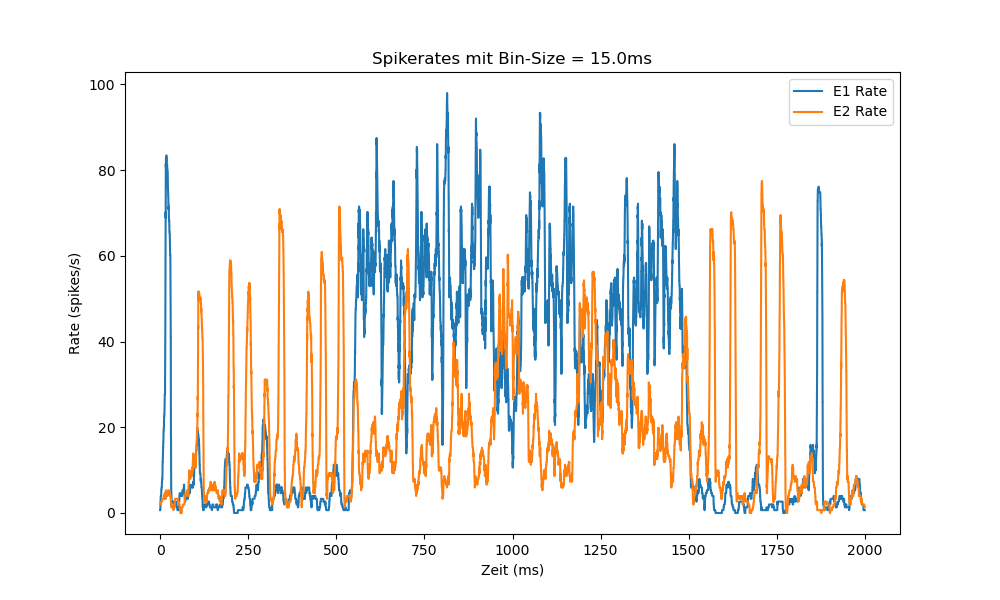 Spikerates mit Bin-Size = 15.0ms
E1 Rate
E2 Rate
Rate (spikes/s)
100
80
60
40
20
0
0 250 500 750 1000 1250 1500 1750 2000
Zeit (ms)